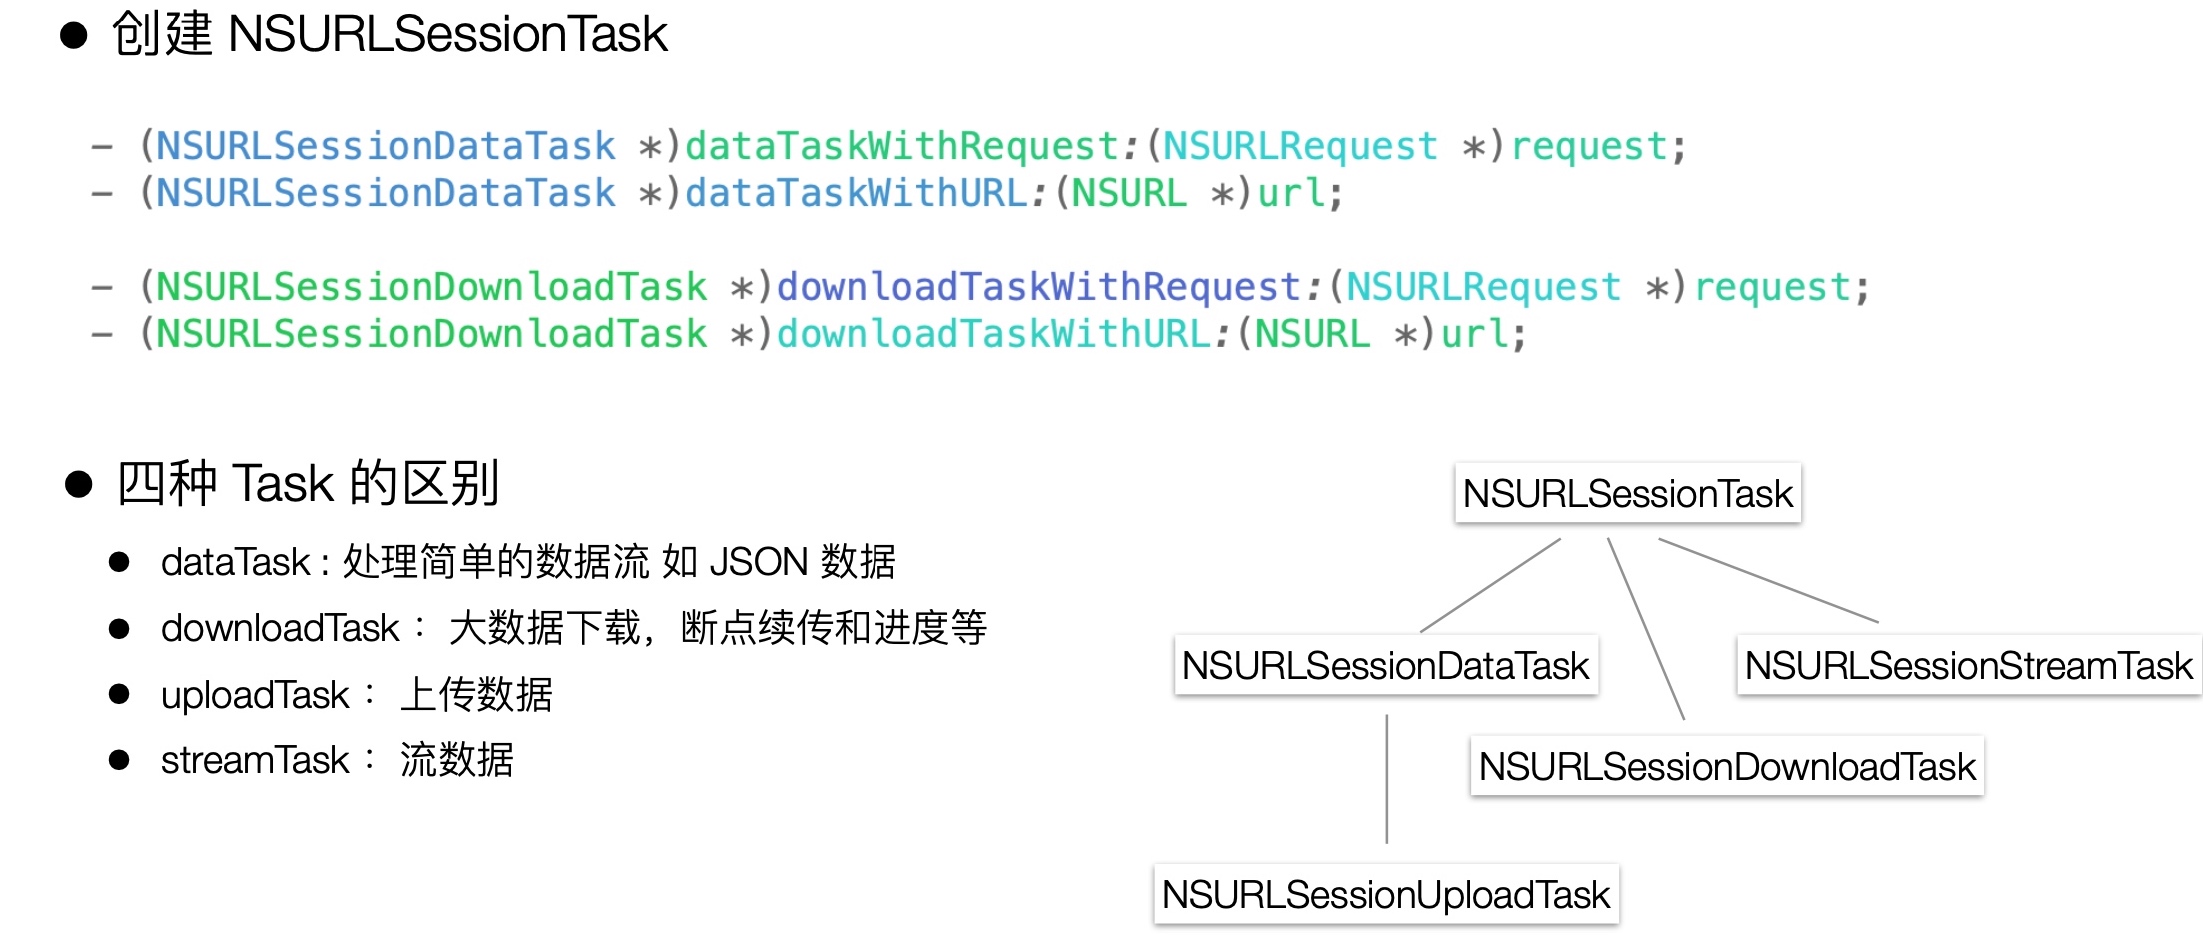 ● 创建 NSURLSessionTask
– (NSURLSessionDataTask *)dataTaskWithRequest:(NSURLRequest *)request;
– (NSURLSessionDataTask *)dataTaskWithURL:(NSURL *)url;
– (NSURLSessionDownloadTask *)downloadTaskWithRequest:(NSURLRequest *)request;
– (NSURLSessionDownloadTask *)downloadTaskWithURL:(NSURL *)url;
● 四种 Task 的区别
● dataTask : 处理简单的数据流 如 JSON 数据
● downloadTask： 大数据下载，断点续传和进度等
● uploadTask： 上传数据
● streamTask： 流数据
NSURLSessionTask
NSURLSessionDataTask
NSURLSessionStreamTask
NSURLSessionDownloadTask
NSURLSessionUploadTask